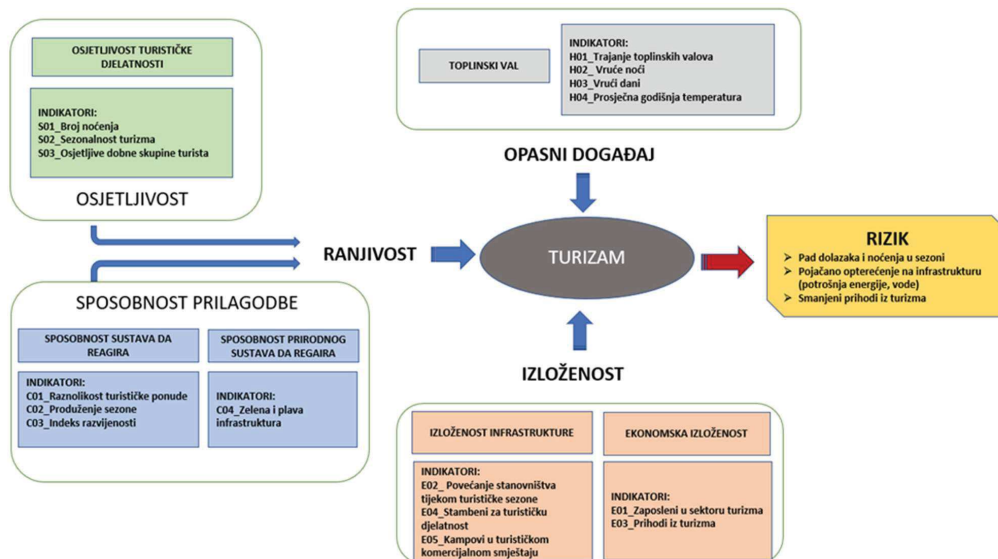 OSJETLJIVOST TURISTIČKE
DJELATNOSTI
INDIKATORI:
S01_Broj noćenja
S02_Sezonalnost turizma
S03_Osjetljive dobne skupine turista
OSJETLJIVOST
TOPLINSKI VAL
INDIKATORI:
H01_Trajanje toplinskih valova
H02_ Vruće noći
H03_Vrući dani
H04_Prosječna godišnja temperatura
OPASNI DOGAĐAJ
RANJIVOST
TURIZAM
RIZIK
➢ Pad dolazaka i noćenja u sezoni
➢ Pojačano opterećenje na infrastrukturu
(potrošnja energije, vode)
➢ Smanjeni prihodi iz turizma
SPOSOBNOST PRILAGODBE
SPOSOBNOST SUSTAVA DA
REAGIRA
INDIKATORI:
C01_Raznolikost turističke ponude
C02_Produženje sezone
C03_Indeks razvijenosti
SPOSOBNOST PRIRODNOG
SUSTAVA DA REGAIRA
INDIKATORI:
C04_Zelena i plava
infrastruktura
IZLOŽENOST
IZLOŽENOST INFRASTRUKTURE
INDIKATORI:
E02_ Povećanje stanovništva
tijekom turističke sezone
E04_Stambeni za turističku
djelatnost
E05_Kampovi u turističkom
komercijalnom smještaju
EKONOMSKA IZLOŽENOST
INDIKATORI:
E01_Zaposleni u sektoru turizma
E03_Prihodi iz turizma